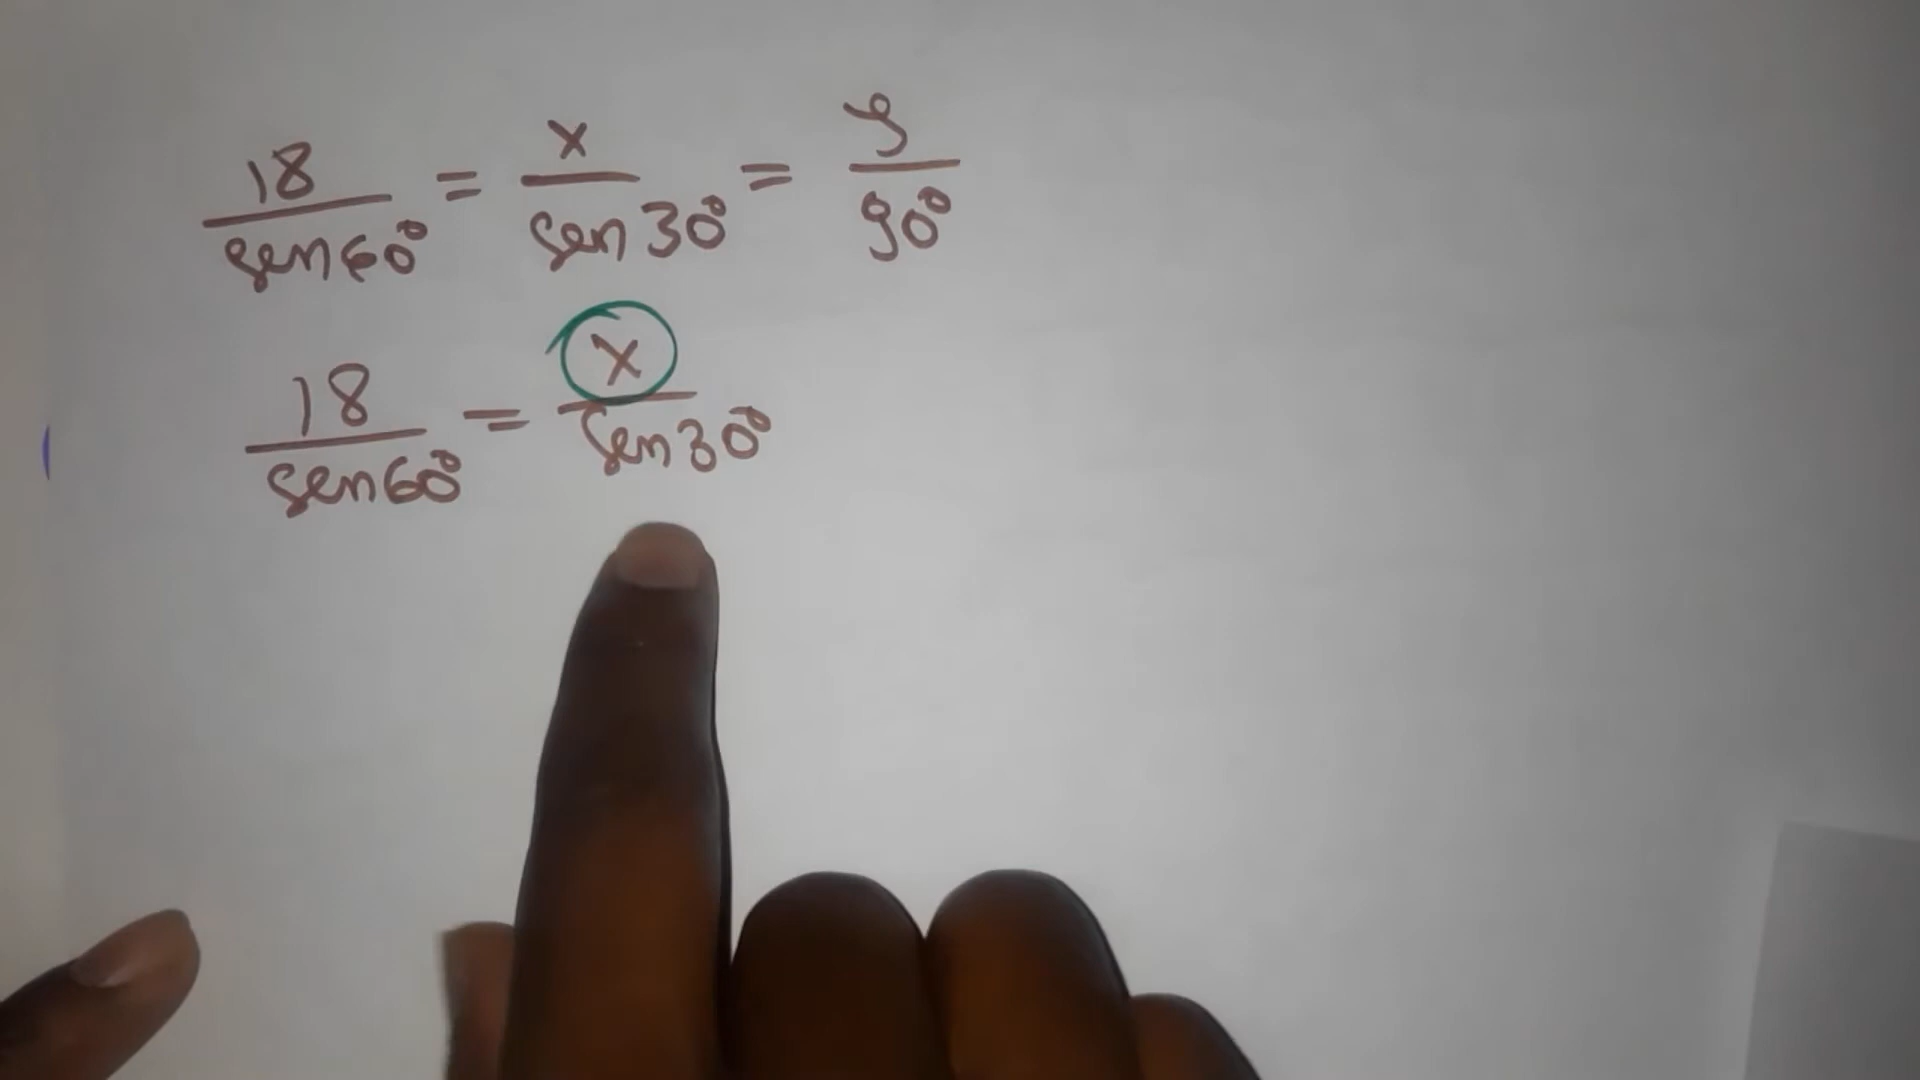 18/sen60° = x/sen30° = y/90°
18/sen60° = x/sen30°